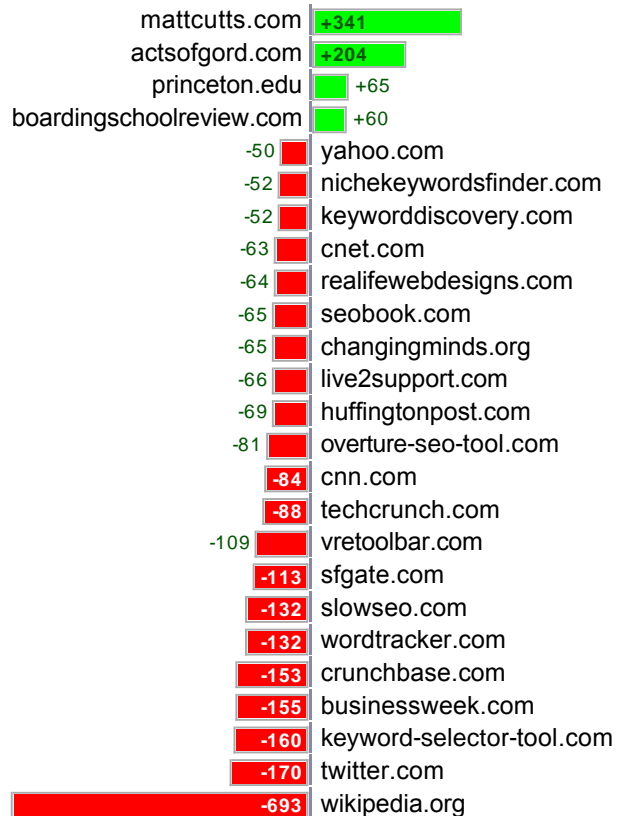 mattcutts.com +341
actsofgord.com +204
princeton.edu +65
boardingschoolreview.com +60
-50 yahoo.com
-52 nichekeywordsfinder.com
-52 keyworddiscovery.com
-63 cnet.com
-64 realifewebdesigns.com
-65 seobook.com
-65 changingminds.org
-66 live2support.com
-69 huffingtonpost.com
-81 overture-seo-tool.com
-84 cnn.com
-88 techcrunch.com
-109 vretoolbar.com
-113 sfgate.com
-132 slowseo.com
-132 wordtracker.com
-153 crunchbase.com
-155 businessweek.com
-160 keyword-selector-tool.com
-170 twitter.com
-693 wikipedia.org